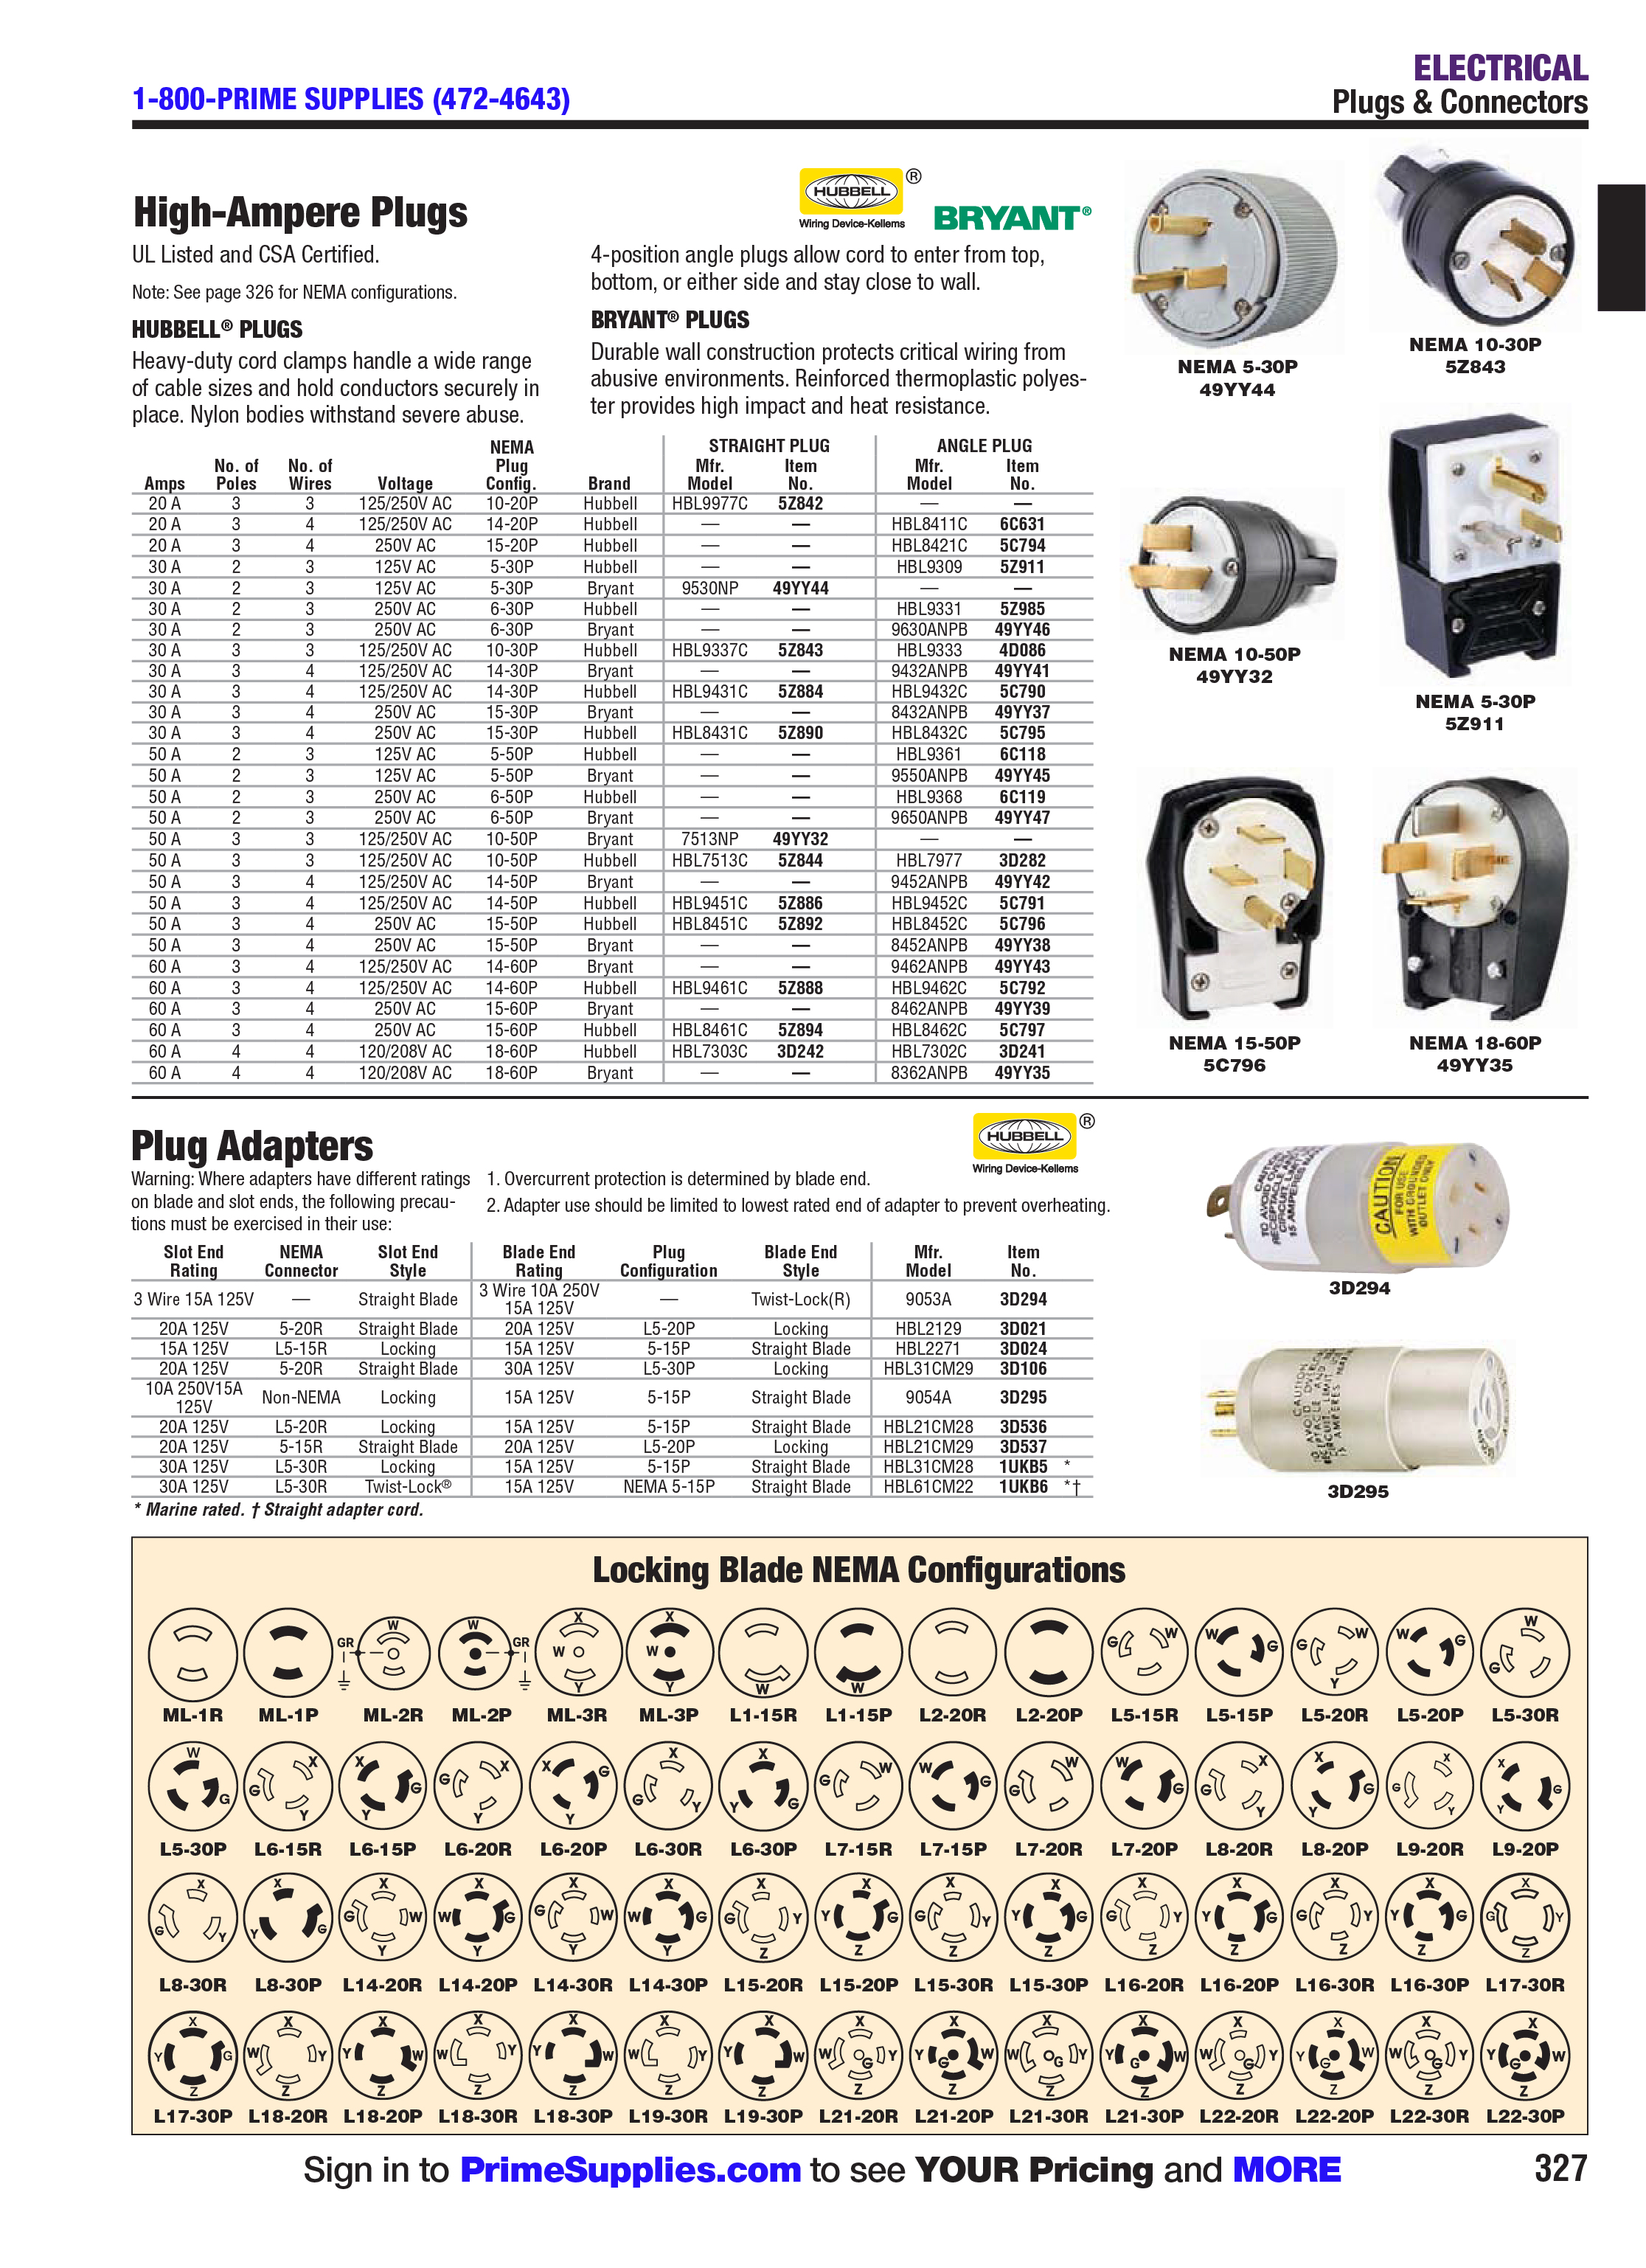 ELECTRICAL
1-800-PRIME SUPPLIES (472-4643)
Plugs & Connectors
High-Ampere Plugs
HUBBELL ®
Wiring Device-Kellems
BRYANT®
UL Listed and CSA Certified.
Note: See page 326 for NEMA configurations.
HUBBELL® PLUGS
Heavy-duty cord clamps handle a wide range
of cable sizes and hold conductors securely in
place. Nylon bodies withstand severe abuse.
4-position angle plugs allow cord to enter from top,
bottom, or either side and stay close to wall.
BRYANT® PLUGS
Durable wall construction protects critical wiring from
abusive environments. Reinforced thermoplastic polyes-
ter provides high impact and heat resistance.
NEMA 5-30P
49YY44
NEMA 10-30P
5Z843
NEMA 10-50P
49YY32
NEMA 5-30P
5Z911
NEMA 15-50P
5C796
NEMA 18-60P
49YY35
STRAIGHT PLUG ANGLE PLUG
Amps No. of Poles No. of Wires Voltage NEMA Plug Config. Brand Mfr. Model Item No. Mfr. Model Item No.
20 A 3 3 125/250V AC 10-20P Hubbell HBL9977C 5Z842 — —
20 A 3 4 125/250V AC 14-20P Hubbell — — HBL8411C 6C631
20 A 3 4 250V AC 15-20P Hubbell — — HBL8421C 5C794
30 A 2 3 125V AC 5-30P Hubbell — — HBL9309 5Z911
30 A 2 3 125V AC 5-30P Bryant 9530NP 49YY44 — —
30 A 2 3 250V AC 6-30P Hubbell — — HBL9331 5Z985
30 A 2 3 250V AC 6-30P Bryant — — 9630ANPB 49YY46
30 A 3 3 125/250V AC 10-30P Hubbell HBL9337C 5Z843 HBL9333 4D086
30 A 3 4 125/250V AC 14-30P Bryant — — 9432ANPB 49YY41
30 A 3 4 125/250V AC 14-30P Hubbell HBL9431C 5Z884 HBL9432C 5C790
30 A 3 4 250V AC 15-30P Bryant — — 8432ANPB 49YY37
30 A 3 4 250V AC 15-30P Hubbell HBL8431C 5Z890 HBL8432C 5C795
50 A 2 3 125V AC 5-50P Hubbell — — HBL9361 6C118
50 A 2 3 125V AC 5-50P Bryant — — 9550ANPB 49YY45
50 A 2 3 250V AC 6-50P Hubbell — — HBL9368 6C119
50 A 2 3 250V AC 6-50P Bryant — — 9650ANPB 49YY47
50 A 3 3 125/250V AC 10-50P Bryant 7513NP 49YY32 — —
50 A 3 3 125/250V AC 10-50P Hubbell HBL7513C 5Z844 HBL7977 3D282
50 A 3 4 125/250V AC 14-50P Bryant — — 9452ANPB 49YY42
50 A 3 4 125/250V AC 14-50P Hubbell HBL9451C 5Z886 HBL9452C 5C791
50 A 3 4 250V AC 15-50P Hubbell HBL8451C 5Z892 HBL8452C 5C796
50 A 3 4 250V AC 15-50P Bryant — — 8452ANPB 49YY38
60 A 3 4 125/250V AC 14-60P Bryant — — 9462ANPB 49YY43
60 A 3 4 125/250V AC 14-60P Hubbell HBL9461C 5Z888 HBL9462C 5C792
60 A 3 4 250V AC 15-60P Bryant — — 8462ANPB 49YY39
60 A 3 4 250V AC 15-60P Hubbell HBL8461C 5Z894 HBL8462C 5C797
60 A 4 4 120/208V AC 18-60P Hubbell HBL7303C 3D242 HBL7302C 3D241
60 A 4 4 120/208V AC 18-60P Bryant — — 8362ANPB 49YY35
Plug Adapters
HUBBELL ®
Wiring Device-Kellems
Warning: Where adapters have different ratings
on blade and slot ends, the following precau-
tions must be exercised in their use:
1. Overcurrent protection is determined by blade end.
2. Adapter use should be limited to lowest rated end of adapter to prevent overheating.
Slot End Rating NEMA Connector Slot End Style Blade End Rating Plug Configuration Blade End Style Mfr. Model Item No.
3 Wire 15A 125V — Straight Blade 3 Wire 10A 250V 15A 125V — Twist-Lock(R) 9053A 3D294
20A 125V 5-20R Straight Blade 20A 125V L5-20P Locking HBL2129 3D021
15A 125V L5-15R Locking 15A 125V 5-15P Straight Blade HBL2271 3D024
20A 125V 5-20R Straight Blade 30A 125V L5-30P Locking HBL31CM29 3D106
10A 250V15A 125V Non-NEMA Locking 15A 125V 5-15P Straight Blade 9054A 3D295
20A 125V L5-20R Locking 15A 125V 5-15P Straight Blade HBL21CM28 3D536
20A 125V 5-15R Straight Blade 20A 125V L5-20P Locking HBL21CM29 3D537
30A 125V L5-30R Locking 15A 125V 5-15P Straight Blade HBL31CM28 1UKB5 *
30A 125V L5-30R Twist-Lock® 15A 125V NEMA 5-15P Straight Blade HBL61CM22 1UKB6 *†
* Marine rated. † Straight adapter cord.
CAUTION
FOR USE
WITH GROUNDED
OUTLET ONLY
3D294
3D295
Locking Blade NEMA Configurations
ML-1R ML-1P ML-2R ML-2P ML-3R ML-3P L1-15R L1-15P L2-20R L2-20P L5-15R L5-15P L5-20R L5-20P L5-30R
L5-30P L6-15R L6-15P L6-20R L6-20P L6-30R L6-30P L7-15R L7-15P L7-20R L7-20P L8-20R L8-20P L9-20R L9-20P
L8-30R L8-30P L14-20R L14-20P L14-30R L14-30P L15-20R L15-20P L15-30R L15-30P L16-20R L16-20P L16-30R L16-30P L17-30R
L17-30P L18-20R L18-20P L18-30R L18-30P L19-30R L19-30P L21-20R L21-20P L21-30R L21-30P L22-20R L22-20P L22-30R L22-30P
Sign in to PrimeSupplies.com to see YOUR Pricing and MORE
327